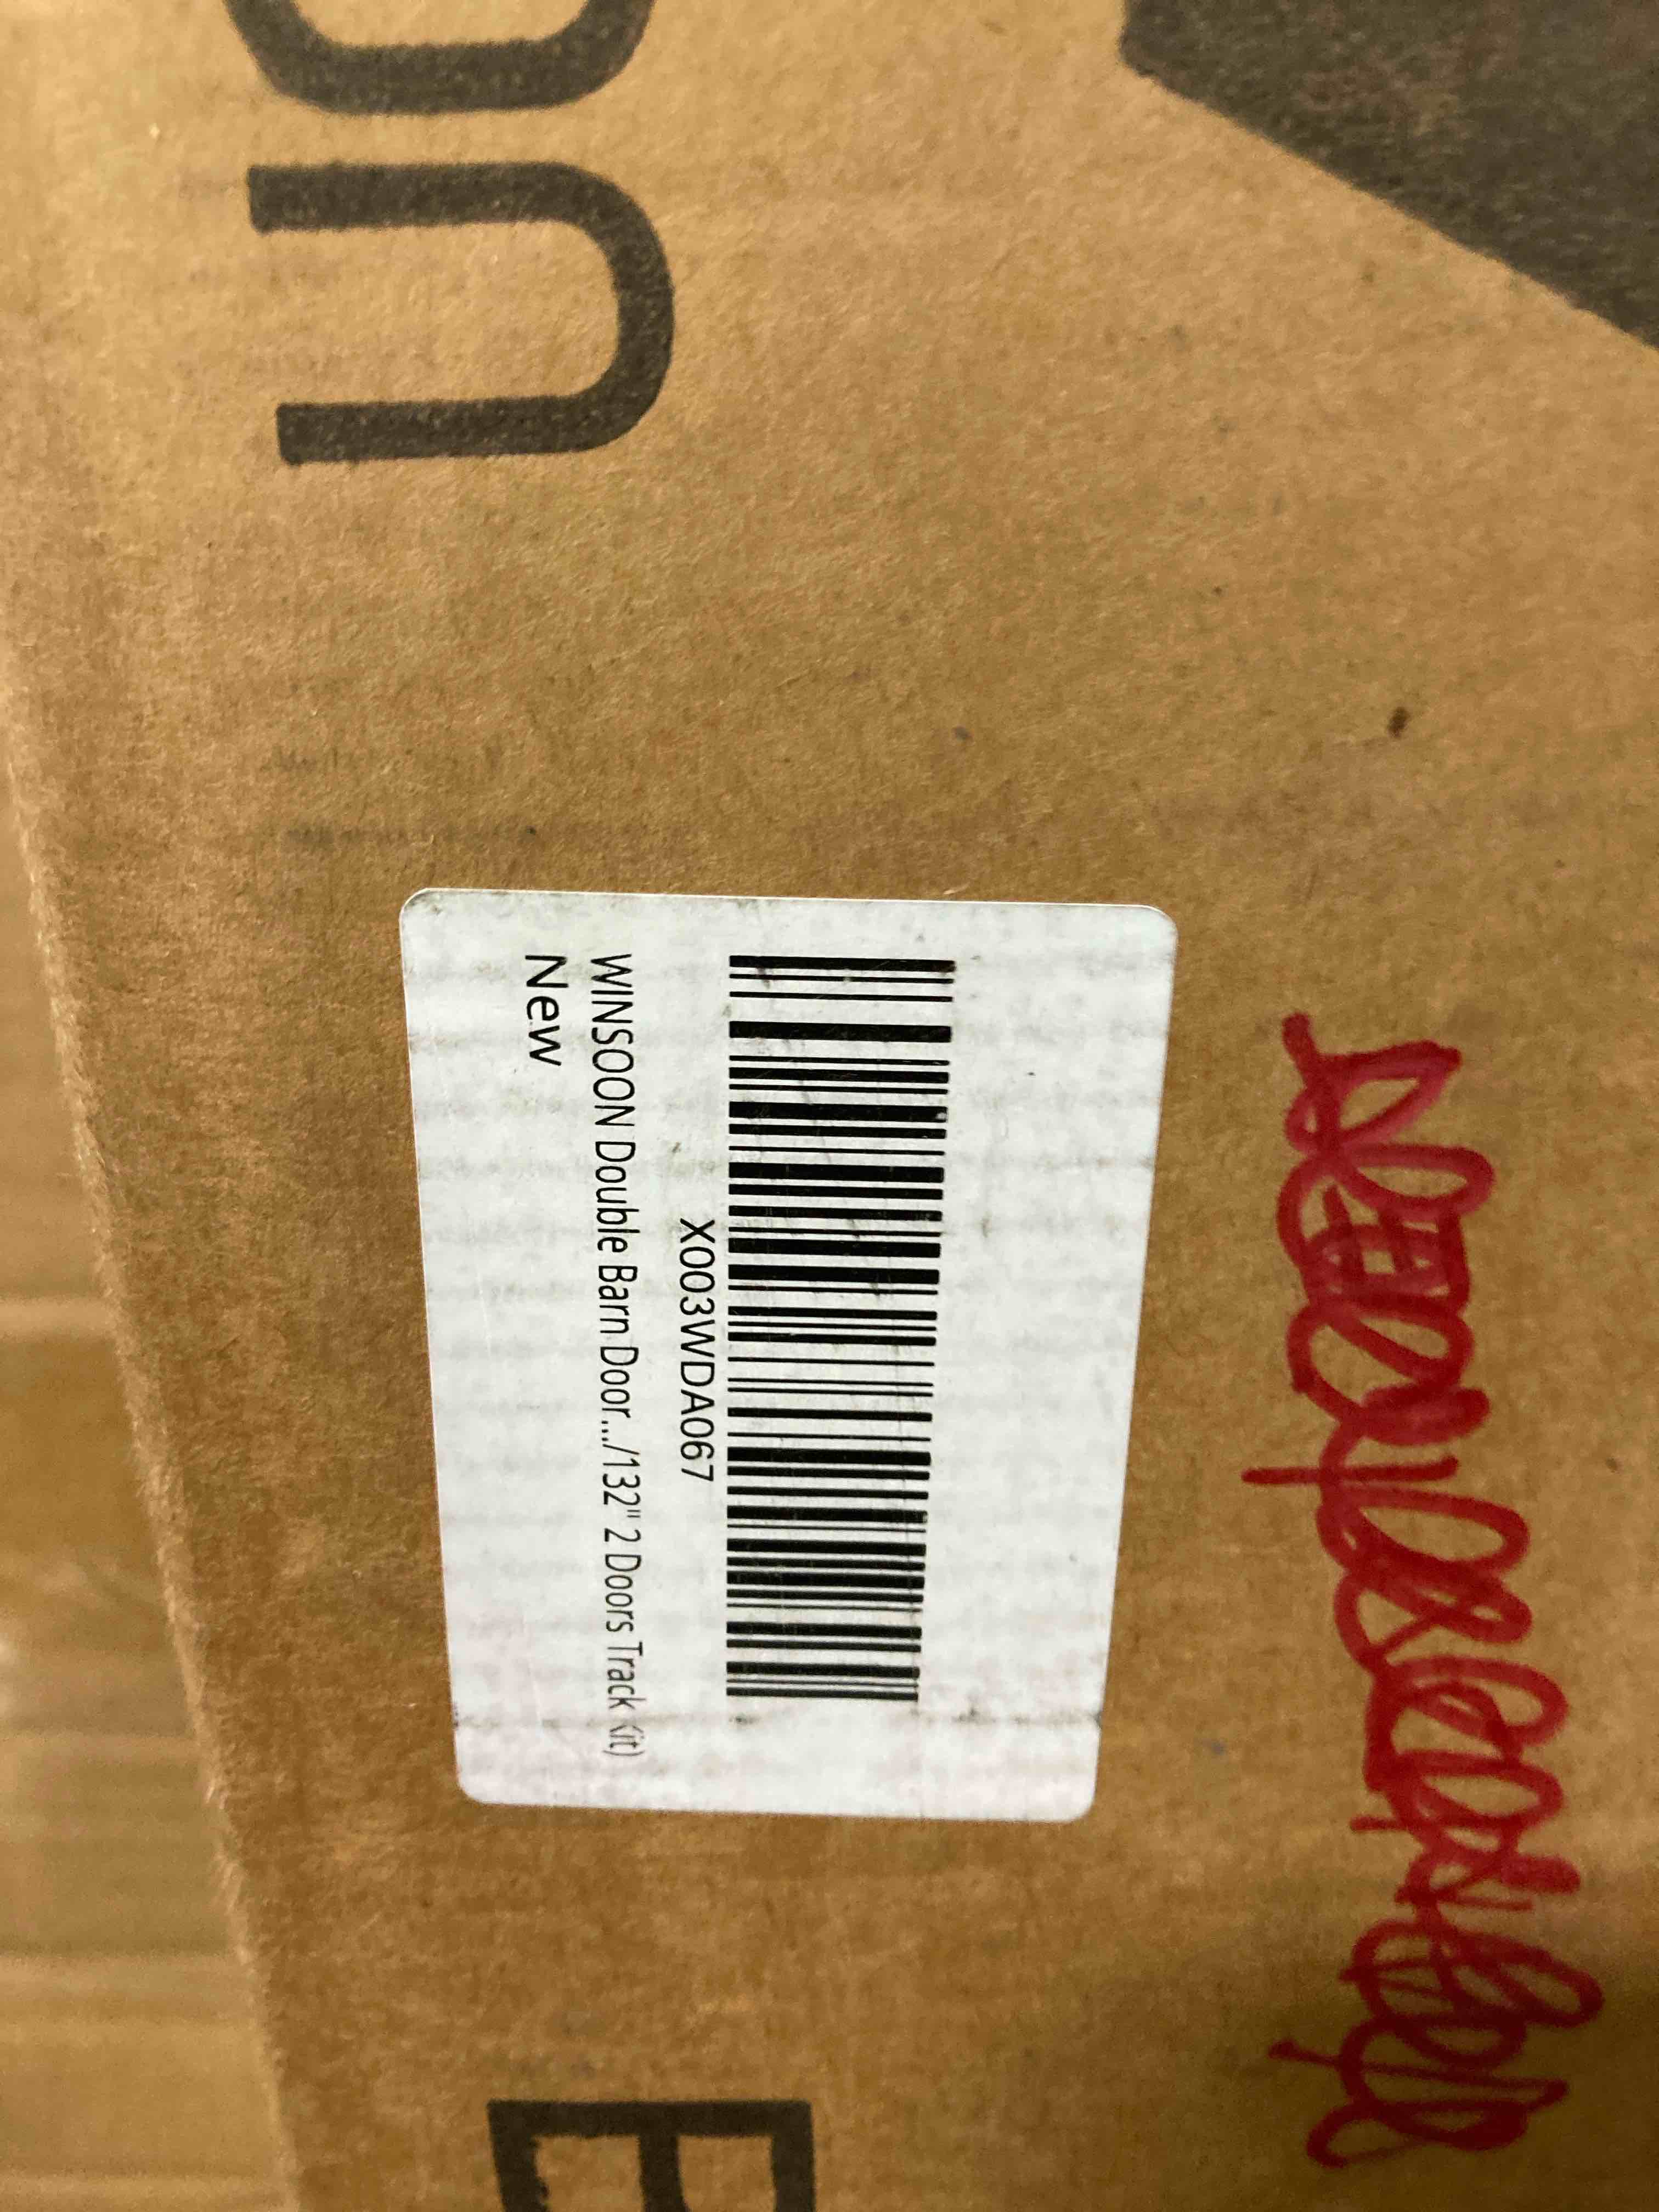 X003WDA067
WINSOON Double Barn Door.../132" 2 Doors Track Kit)
New